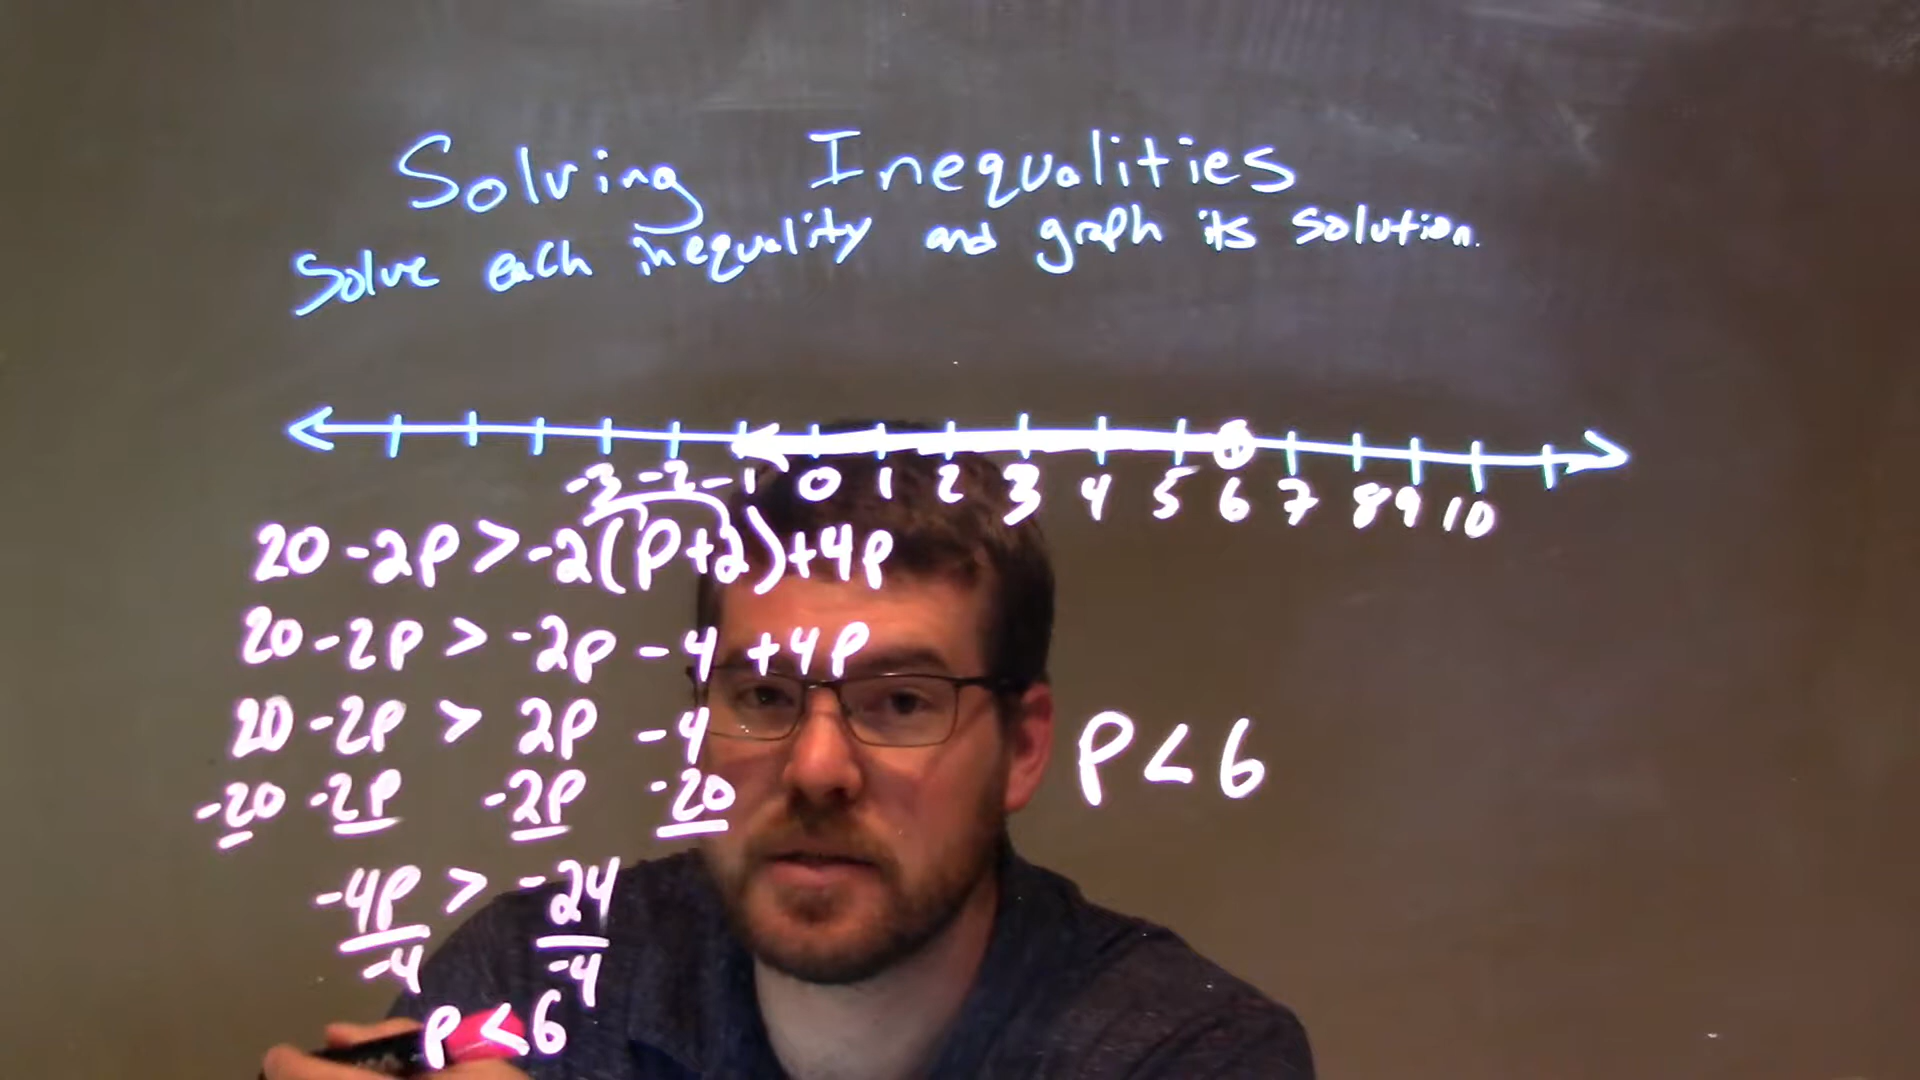 Solving Inequalities
Solve each inequality and graph its solution.
-3 -2 -1 0 1 2 3 4 5 6 7 8 9 10
20 - 2p > -2(p+2)+4p
20 - 2p > -2p - 4 + 4p
20 - 2p > 2p - 4
-20 -2p -2p -20
-4p > -24
-4 -4
p < 6
p < 6